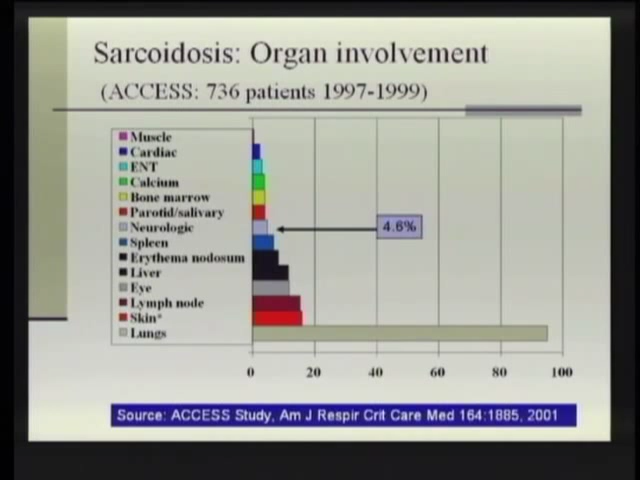 Sarcoidosis: Organ involvement
(ACCESS: 736 patients 1997-1999)
Muscle
Cardiac
ENT
Calcium
Bone marrow
Parotid/salivary
Neurologic
Spleen
Erythema nodosum
Liver
Eye
Lymph node
Skin*
Lungs
4.6%
0 20 40 60 80 100
Source: ACCESS Study, Am J Respir Crit Care Med 164:1885, 2001